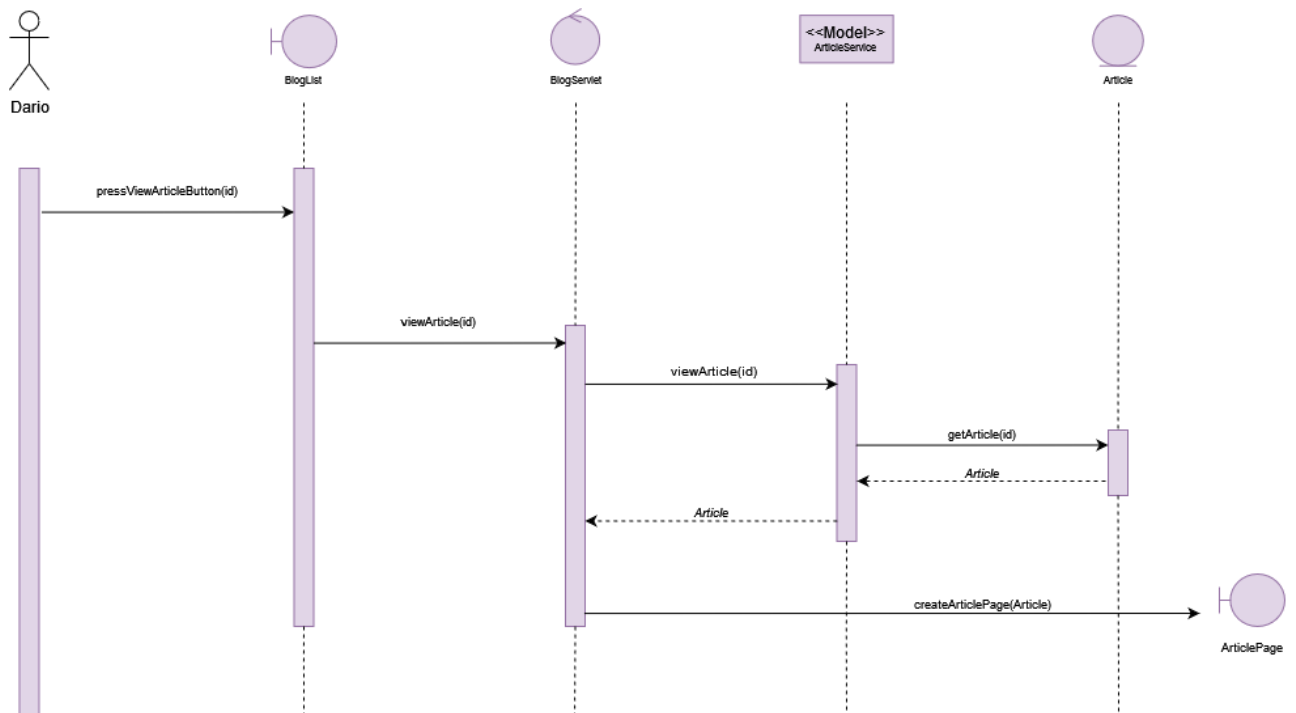 <<Model>>
ArticleService
BlogList
BlogServlet
Article
Dario
pressViewArticleButton(id)
viewArticle(id)
viewArticle(id)
getArticle(id)
Article
Article
createArticlePage(Article)
ArticlePage